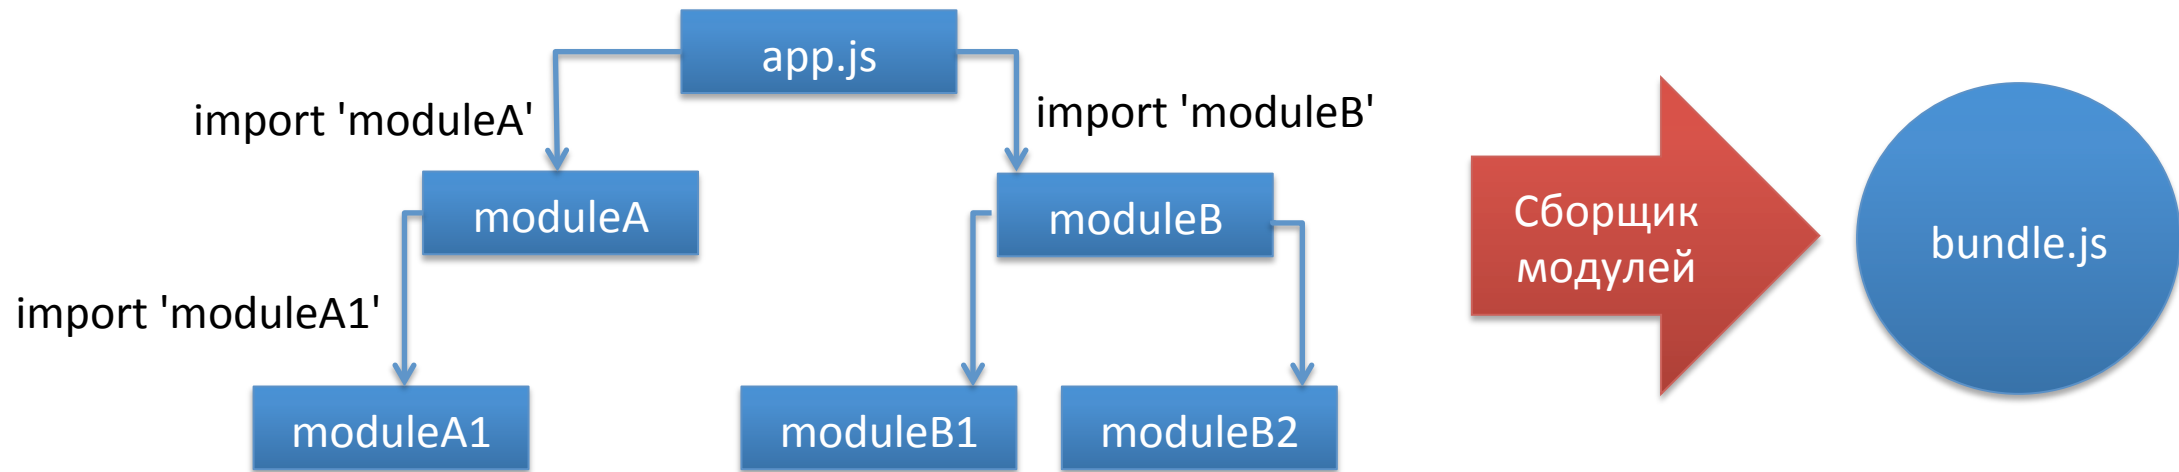 app.js
import 'moduleA'
import 'moduleB'
moduleA
moduleB
import 'moduleA1'
moduleA1
moduleB1
moduleB2
Сборщик
модулей
bundle.js